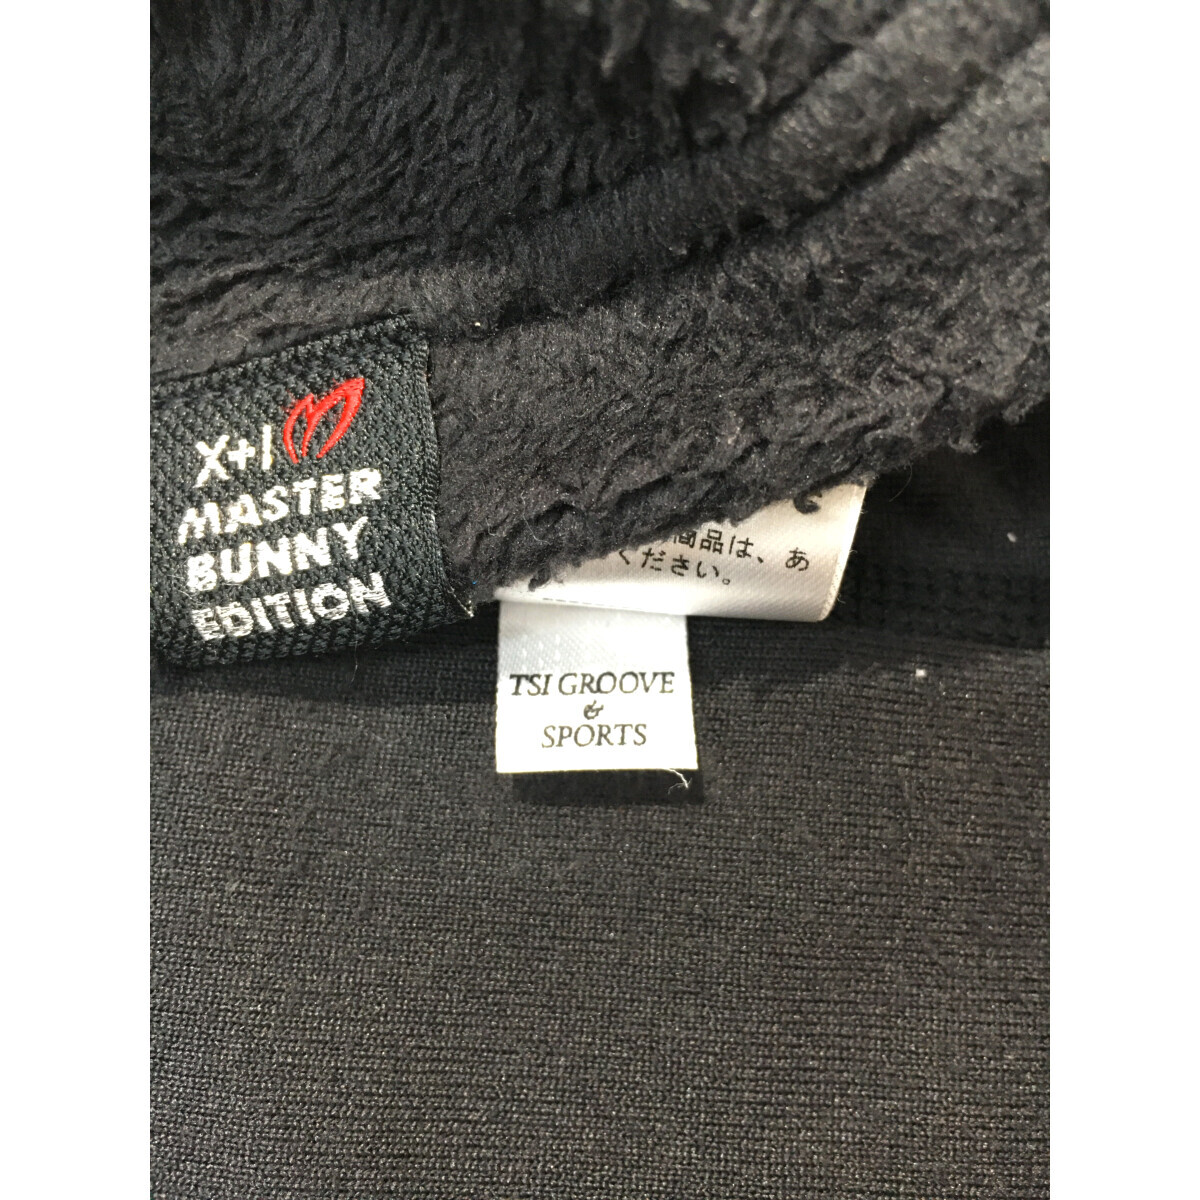 X+I
MASTER
BUNNY
EDITION
商品は、あ
ください。
TSI GROOVE
&
SPORTS